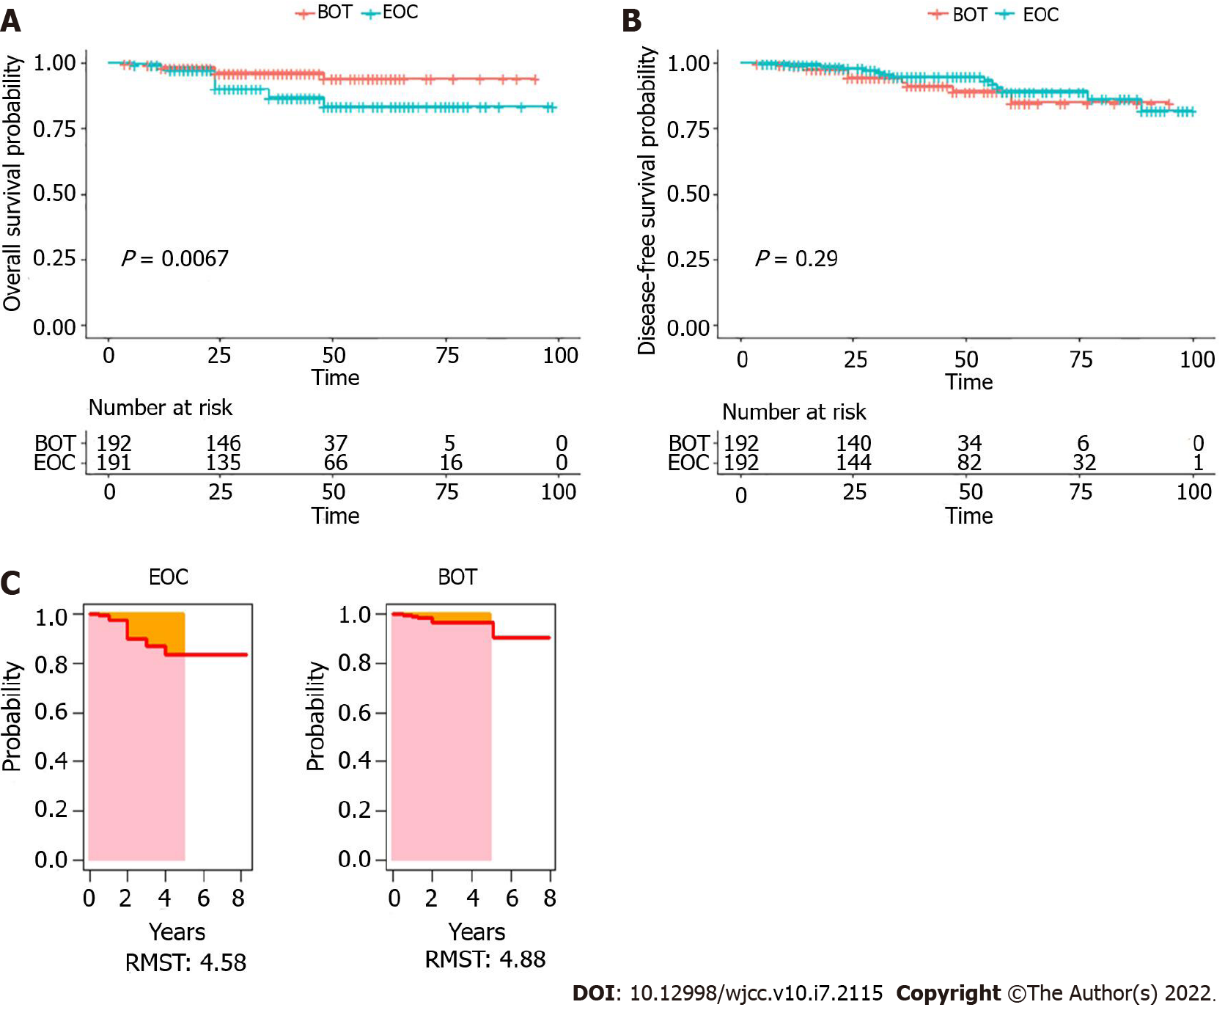 A
BOT EOC
Overall survival probability
1.00
0.75
0.50
0.25
0.00
P = 0.0067
0 25 50 75 100
Time
Number at risk
BOT 192 146 37 5 0
EOC 191 135 66 16 0
0 25 50 75 100
Time
B
BOT EOC
Disease-free survival probability
1.00
0.75
0.50
0.25
0.00
P = 0.29
0 25 50 75 100
Time
Number at risk
BOT 192 140 34 6 0
EOC 192 144 82 32 1
0 25 50 75 100
Time
C
EOC
Probability
1.0
0.8
0.6
0.4
0.2
0.0
0 2 4 6 8
Years
RMST: 4.58
BOT
Probability
1.0
0.8
0.6
0.4
0.2
0.0
0 2 4 6 8
Years
RMST: 4.88
DOI: 10.12998/wjcc.v10.i7.2115 Copyright ©The Author(s) 2022.